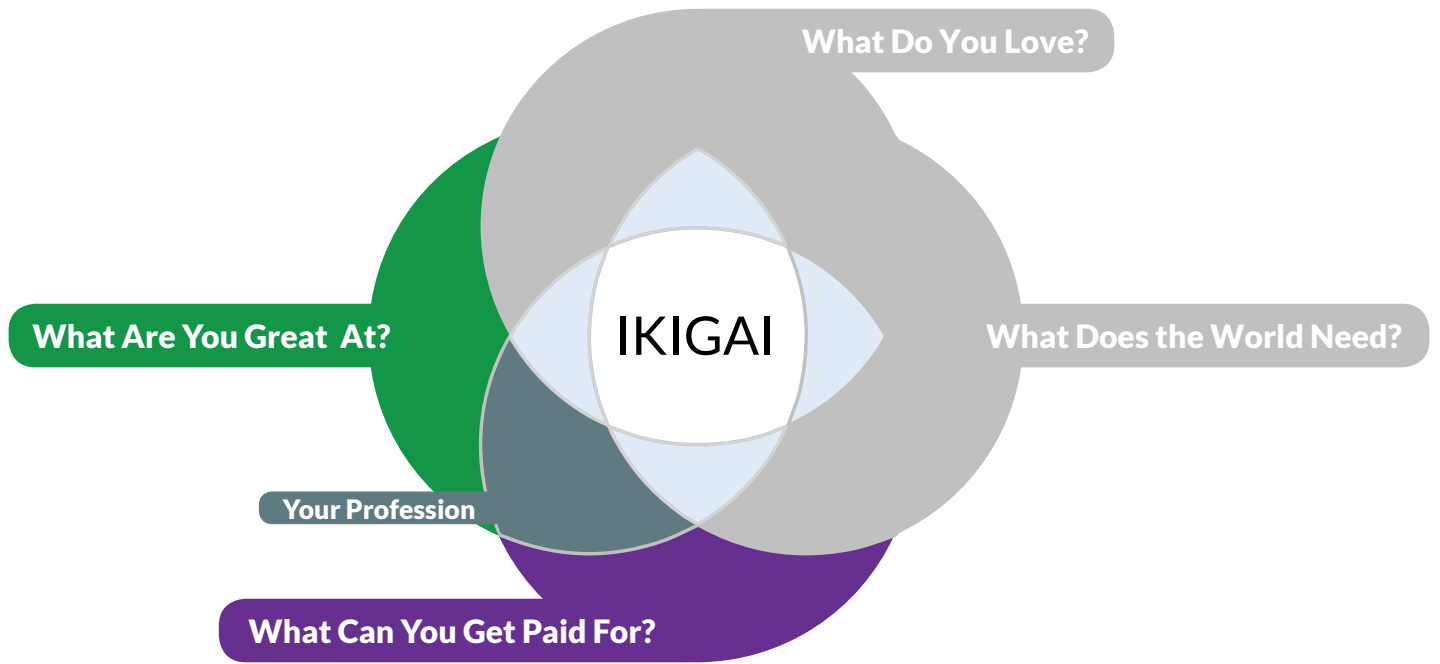 What Do You Love?
What Are You Great  At?
IKIGAI
What Does the World Need?
Your Profession
What Can You Get Paid For?